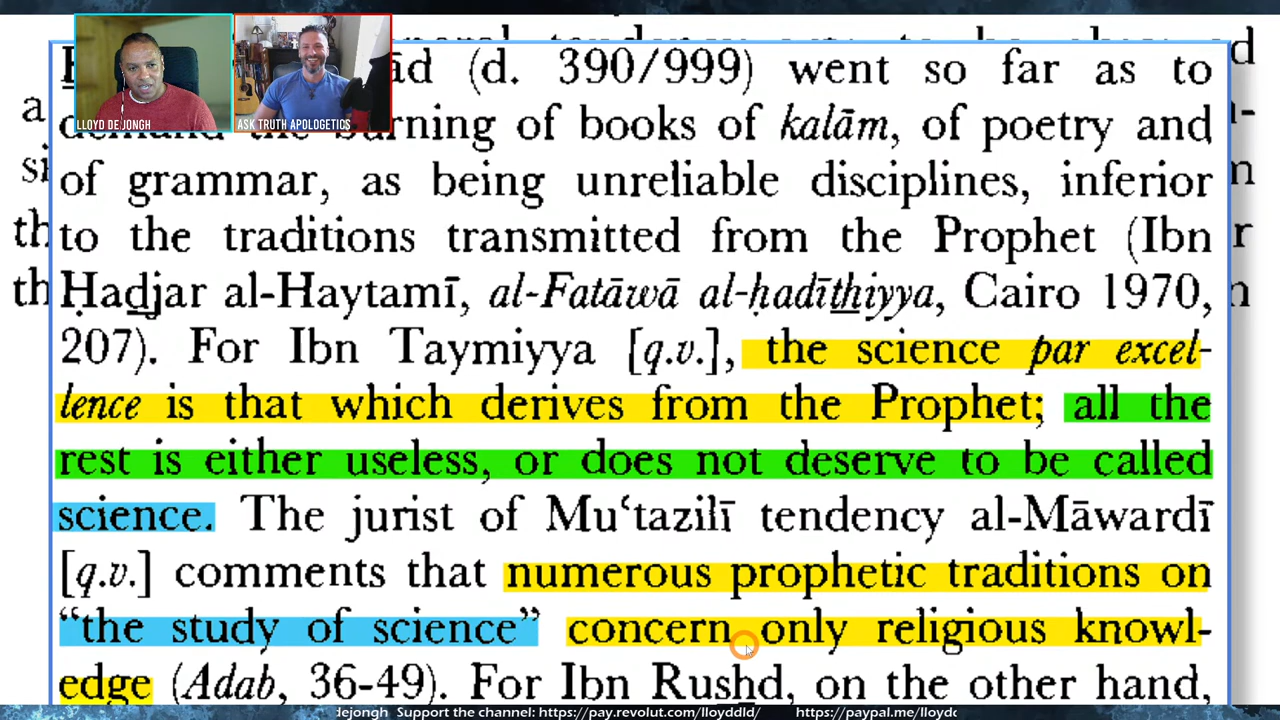 LLOYD DE JONGH
ASK TRUTH APOLOGETICS
ād (d. 390/999) went so far as to
burning of books of kalām, of poetry and
of grammar, as being unreliable disciplines, inferior
to the traditions transmitted from the Prophet (Ibn
Ḥadjar al-Haytamī, al-Fatāwā al-ḥadīthiyya, Cairo 1970,
207). For Ibn Taymiyya [q.v.], the science par excel-
lence is that which derives from the Prophet; all the
rest is either useless, or does not deserve to be called
science. The jurist of Mu‘tazilī tendency al-Māwardī
[q.v.] comments that numerous prophetic traditions on
“the study of science” concern only religious knowl-
edge (Adab, 36-49). For Ibn Rushd, on the other hand,
dejongh Support the channel: https://pay.revolut.com/lloyddld/ https://paypal.me/lloydc